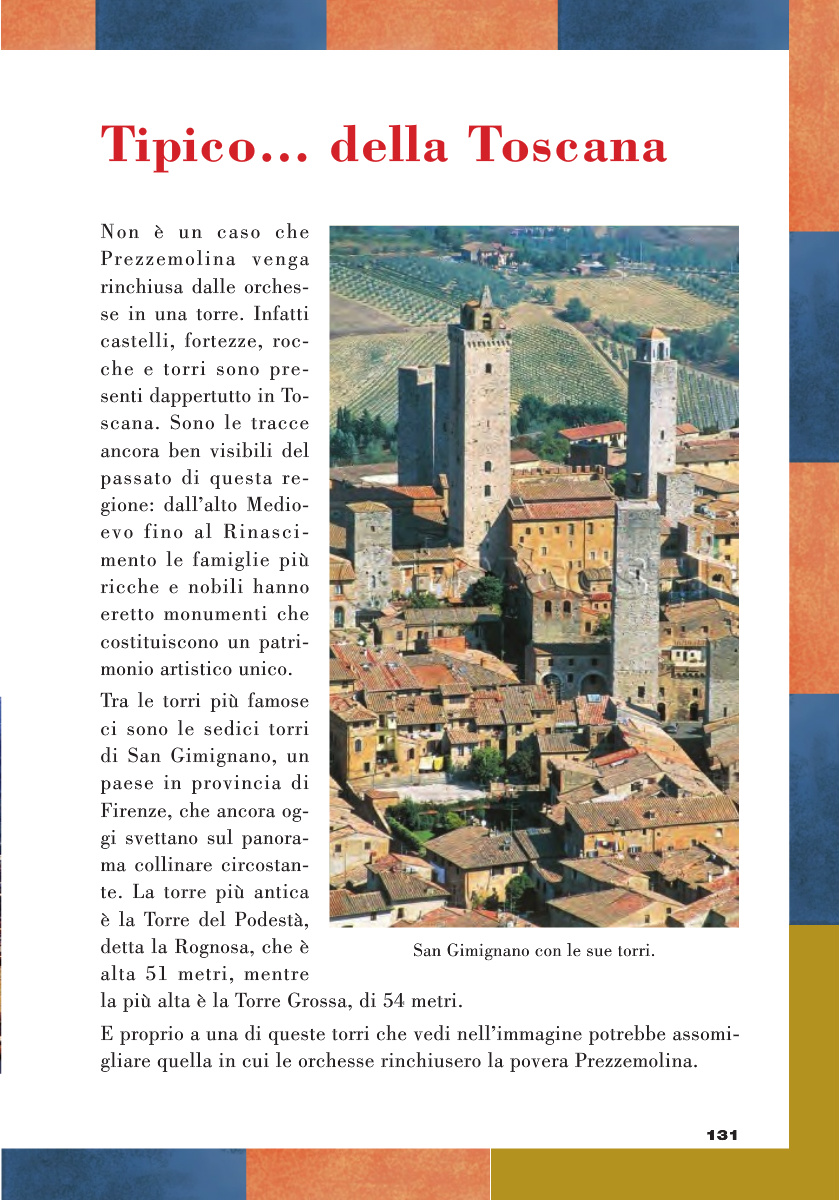 Tipico... della Toscana
Non è un caso che
Prezzemolina venga
rinchiusa dalle orches-
se in una torre. Infatti
castelli, fortezze, roc-
che e torri sono pre-
senti dappertutto in To-
scana. Sono le tracce
ancora ben visibili del
passato di questa re-
gione: dall'alto Medio-
evo fino al Rinasci-
mento le famiglie più
ricche e nobili hanno
eretto monumenti che
costituiscono un patri-
monio artistico unico.
Tra le torri più famose
ci sono le sedici torri
di San Gimignano, un
paese in provincia di
Firenze, che ancora og-
gi svettano sul panora-
ma collinare circostan-
te. La torre più antica
è la Torre del Podestà,
detta la Rognosa, che è
alta 51 metri, mentre
la più alta è la Torre Grossa, di 54 metri.
E proprio a una di queste torri che vedi nell'immagine potrebbe assomi-
gliare quella in cui le orchesse rinchiusero la povera Prezzemolina.
San Gimignano con le sue torri.
131